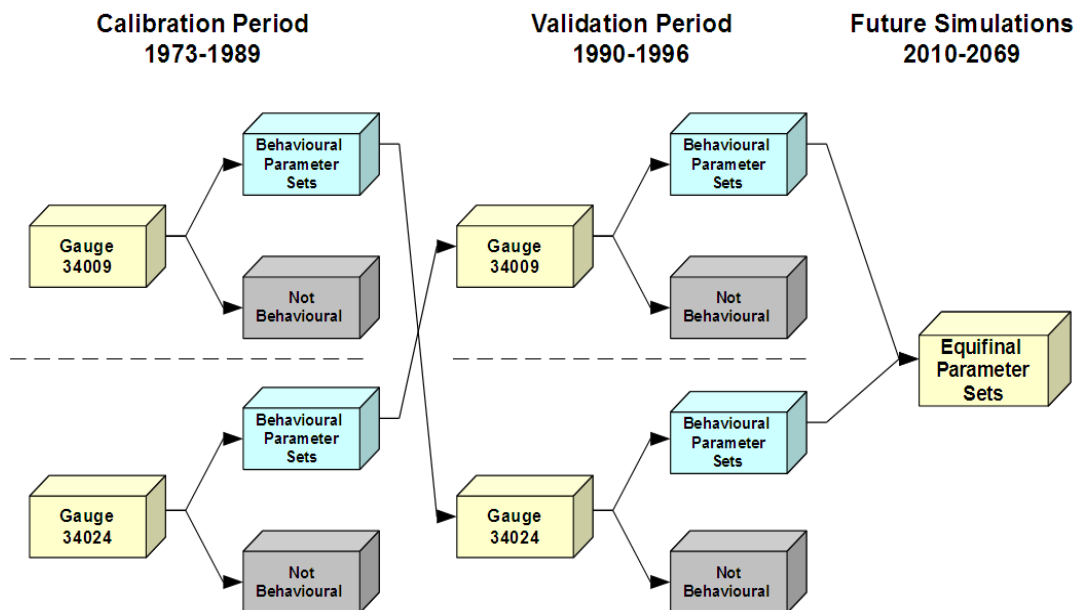 Calibration Period
1973-1989
Validation Period
1990-1996
Future Simulations
2010-2069
Behavioural
Parameter
Sets
Gauge
34009
Not
Behavioural
Behavioural
Parameter
Sets
Gauge
34009
Not
Behavioural
Equifinal
Parameter
Sets
Behavioural
Parameter
Sets
Gauge
34024
Not
Behavioural
Behavioural
Parameter
Sets
Gauge
34024
Not
Behavioural